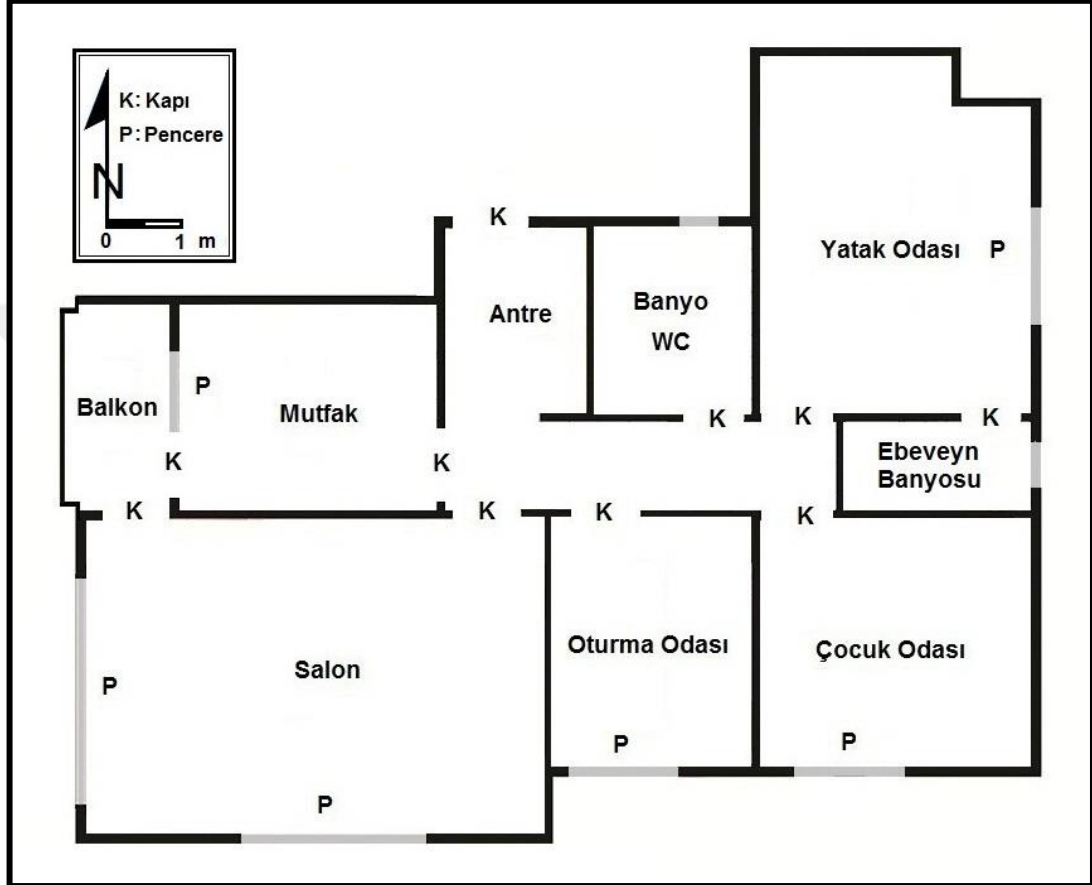 K: Kapı
P: Pencere
N
0 1 m
K
Yatak Odası P
Banyo
WC
Antre
P
Balkon
Mutfak
K
K
K
K
K
Ebeveyn
Banyosu
K
K
K
K
K
Salon
Oturma Odası
Çocuk Odası
P
P
P
P